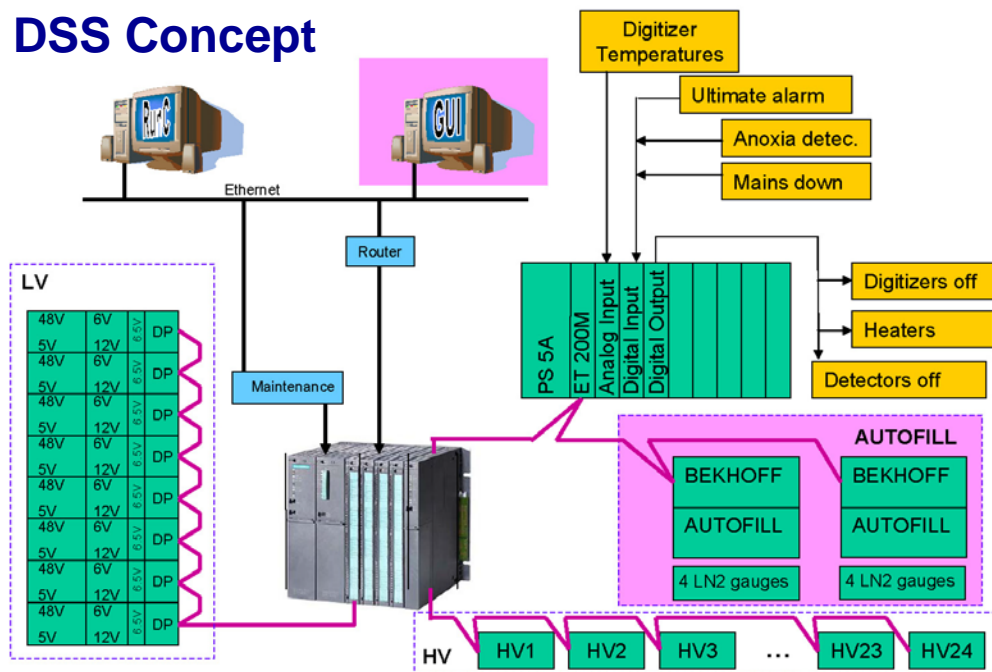 DSS Concept
Digitizer
Temperatures
Ultimate alarm
Anoxia detec.
Mains down
RunC
GUI
Ethernet
Router
Maintenance
LV
48V 6V 6.5V DP
5V 12V
48V 6V 6.5V DP
5V 12V
48V 6V 6.5V DP
5V 12V
48V 6V 6.5V DP
5V 12V
48V 6V 6.5V DP
5V 12V
48V 6V 6.5V DP
5V 12V
48V 6V 6.5V DP
5V 12V
48V 6V 6.5V DP
5V 12V
PS 5A
ET 200M
Analog Input
Digital Input
Digital Output
Digitizers off
Heaters
Detectors off
AUTOFILL
BEKHOFF
AUTOFILL
4 LN2 gauges
BEKHOFF
AUTOFILL
4 LN2 gauges
HV
HV1
HV2
HV3
...
HV23
HV24